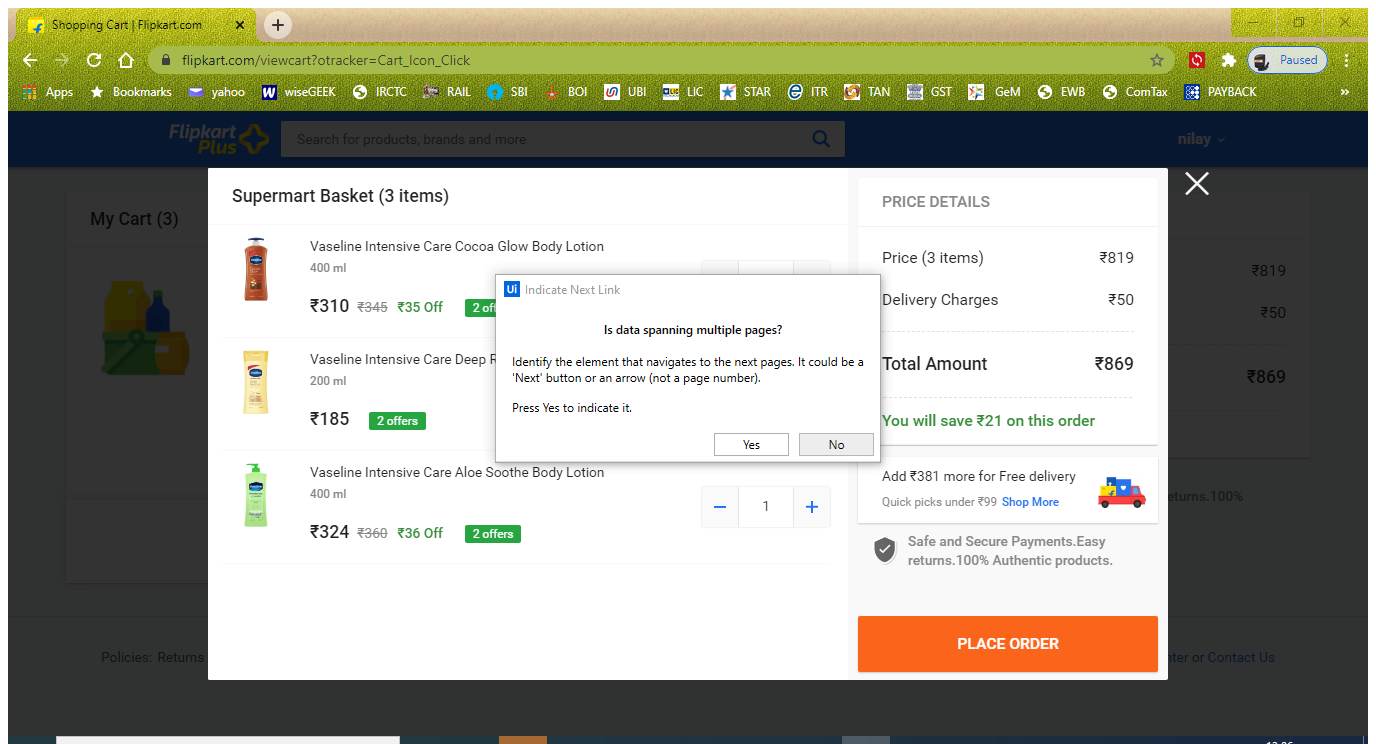 Shopping Cart | Flipkart.com
flipkart.com/viewcart?otracker=Cart_Icon_Click
Paused
Apps Bookmarks yahoo wiseGEEK IRCTC RAIL SBI BOI UBI LIC STAR ITR TAN GST GeM EWB ComTax PAYBACK »
Flipkart
Plus
Search for products, brands and more
nilay
My Cart (3)
Supermart Basket (3 items)
Vaseline Intensive Care Cocoa Glow Body Lotion
400 ml
₹310 ₹345 ₹35 Off 2 off
Vaseline Intensive Care Deep R
200 ml
₹185 2 offers
Vaseline Intensive Care Aloe Soothe Body Lotion
400 ml
₹324 ₹360 ₹36 Off 2 offers
1
Ui Indicate Next Link
Is data spanning multiple pages?
Identify the element that navigates to the next pages. It could be a
'Next' button or an arrow (not a page number).
Press Yes to indicate it.
Yes No
PRICE DETAILS
Price (3 items) ₹819
Delivery Charges ₹50
Total Amount ₹869
You will save ₹21 on this order
Add ₹381 more for Free delivery
Quick picks under ₹99 Shop More
Safe and Secure Payments.Easy
returns.100% Authentic products.
PLACE ORDER
₹819
₹50
₹869
eturns.100%
Policies: Returns
nter or Contact Us